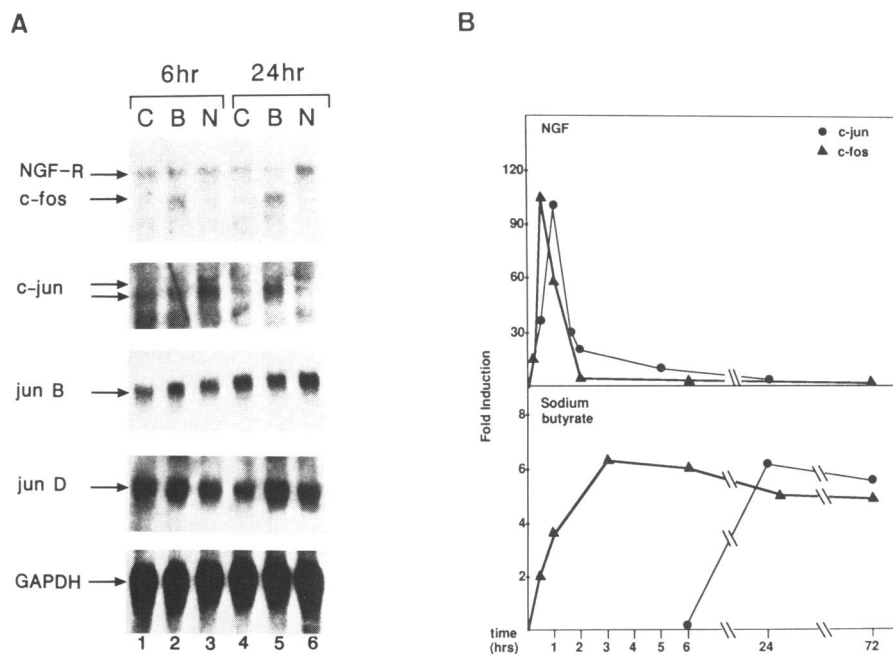 A
6hr 24hr
C B N C B N
NGF-R
c-fos
c-jun
jun B
jun D
GAPDH
1 2 3 4 5 6
B
NGF
c-jun
c-fos
120
90
60
30
Fold Induction
Sodium
butyrate
8
6
4
2
time
(hrs)
1 2 3 4 5 6 24 72